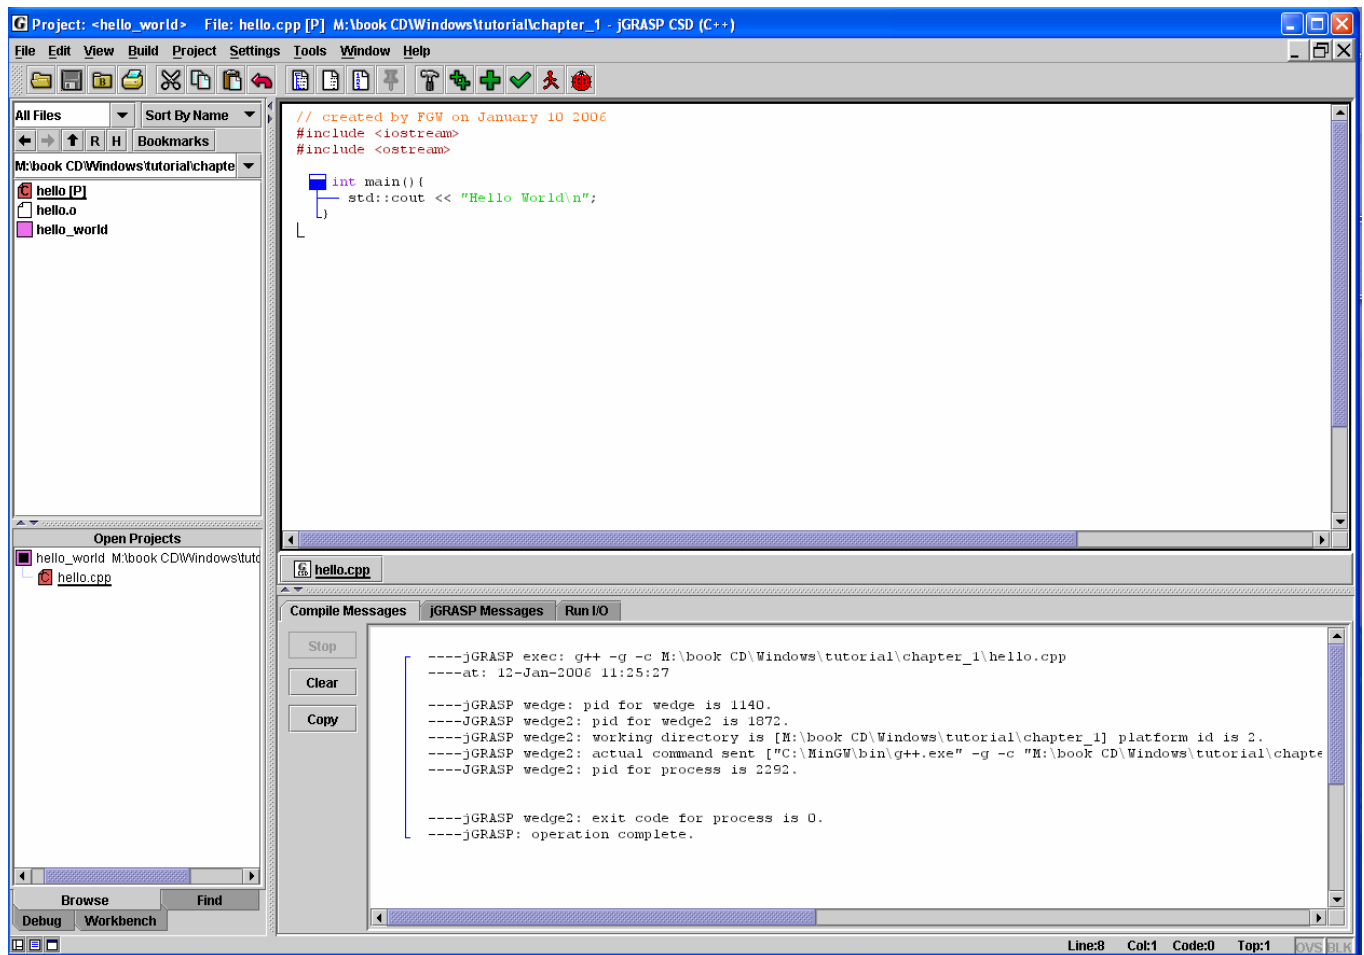 Project: <hello_world>   File: hello.cpp [P]  M:\book CD\Windows\tutorial\chapter_1 - jGRASP CSD (C++)
File Edit View Build Project Settings Tools Window Help
All Files Sort By Name
R H Bookmarks
M:\book CD\Windows\tutorial\chapte
hello [P]
hello.o
hello_world
// created by FGW on January 10 2006
#include <iostream>
#include <ostream>
int main(){
std::cout << "Hello World\n";
}
Open Projects
hello_world M:\book CD\Windows\tuto
hello.cpp
Browse Find
Debug Workbench
hello.cpp
Compile Messages jGRASP Messages Run I/O
Stop
Clear
Copy
----jGRASP exec: g++ -g -c M:\book CD\Windows\tutorial\chapter_1\hello.cpp
----at: 12-Jan-2006 11:25:27
----jGRASP wedge: pid for wedge is 1140.
----JGRASP wedge2: pid for wedge2 is 1872.
----jGRASP wedge2: working directory is [M:\book CD\Windows\tutorial\chapter_1] platform id is 2.
----jGRASP wedge2: actual command sent ["C:\MinGW\bin\g++.exe" -g -c "M:\book CD\Windows\tutorial\chapte
----JGRASP wedge2: pid for process is 2292.
----jGRASP wedge2: exit code for process is 0.
----jGRASP: operation complete.
Line:8 Col:1 Code:0 Top:1 OVS BLK